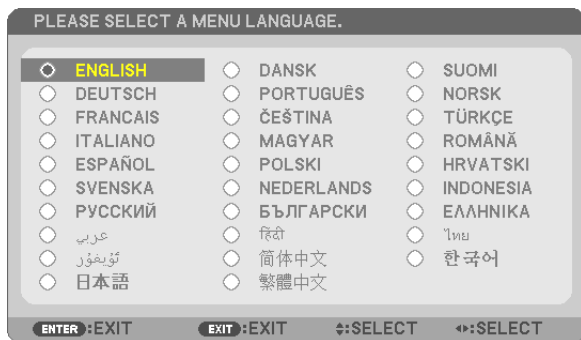 PLEASE SELECT A MENU LANGUAGE.
ENGLISH DANSK SUOMI
DEUTSCH PORTUGUÊS NORSK
FRANCAIS ČEŠTINA TÜRKÇE
ITALIANO MAGYAR ROMÂNĂ
ESPAÑOL POLSKI HRVATSKI
SVENSKA NEDERLANDS INDONESIA
РУССКИЙ БЪЛГАРСКИ ΕΛΛΗΝΙΚΑ
عربي हिंदी ไทย
ئۇيغۇر 简体中文 한국어
日本語 繁體中文
ENTER :EXIT EXIT :EXIT :SELECT :SELECT